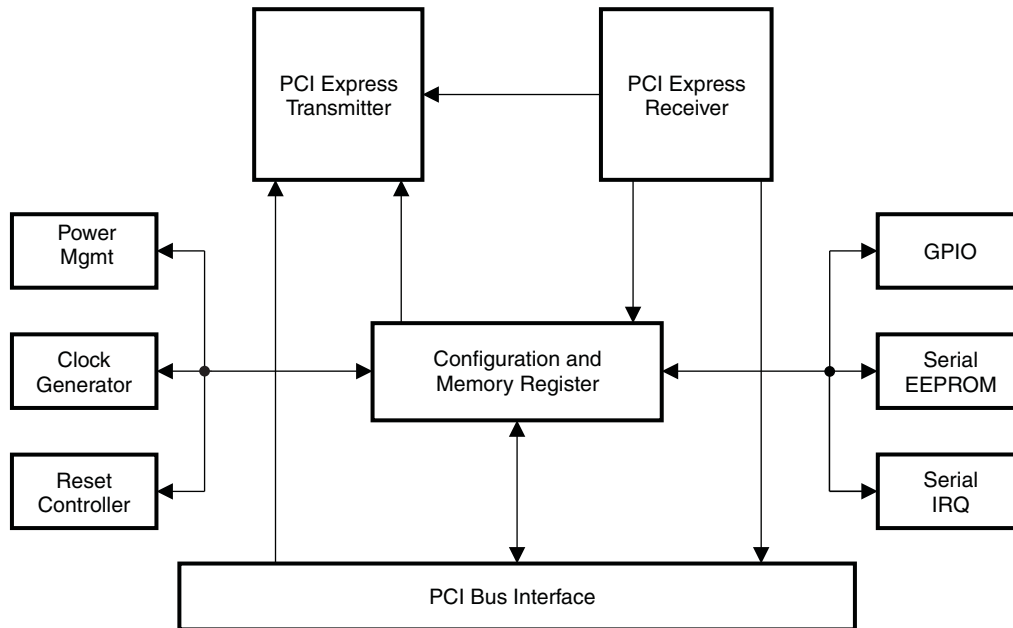 PCI Express
Transmitter
PCI Express
Receiver
Power
Mgmt
GPIO
Clock
Generator
Configuration and
Memory Register
Serial
EEPROM
Reset
Controller
Serial
IRQ
PCI Bus Interface